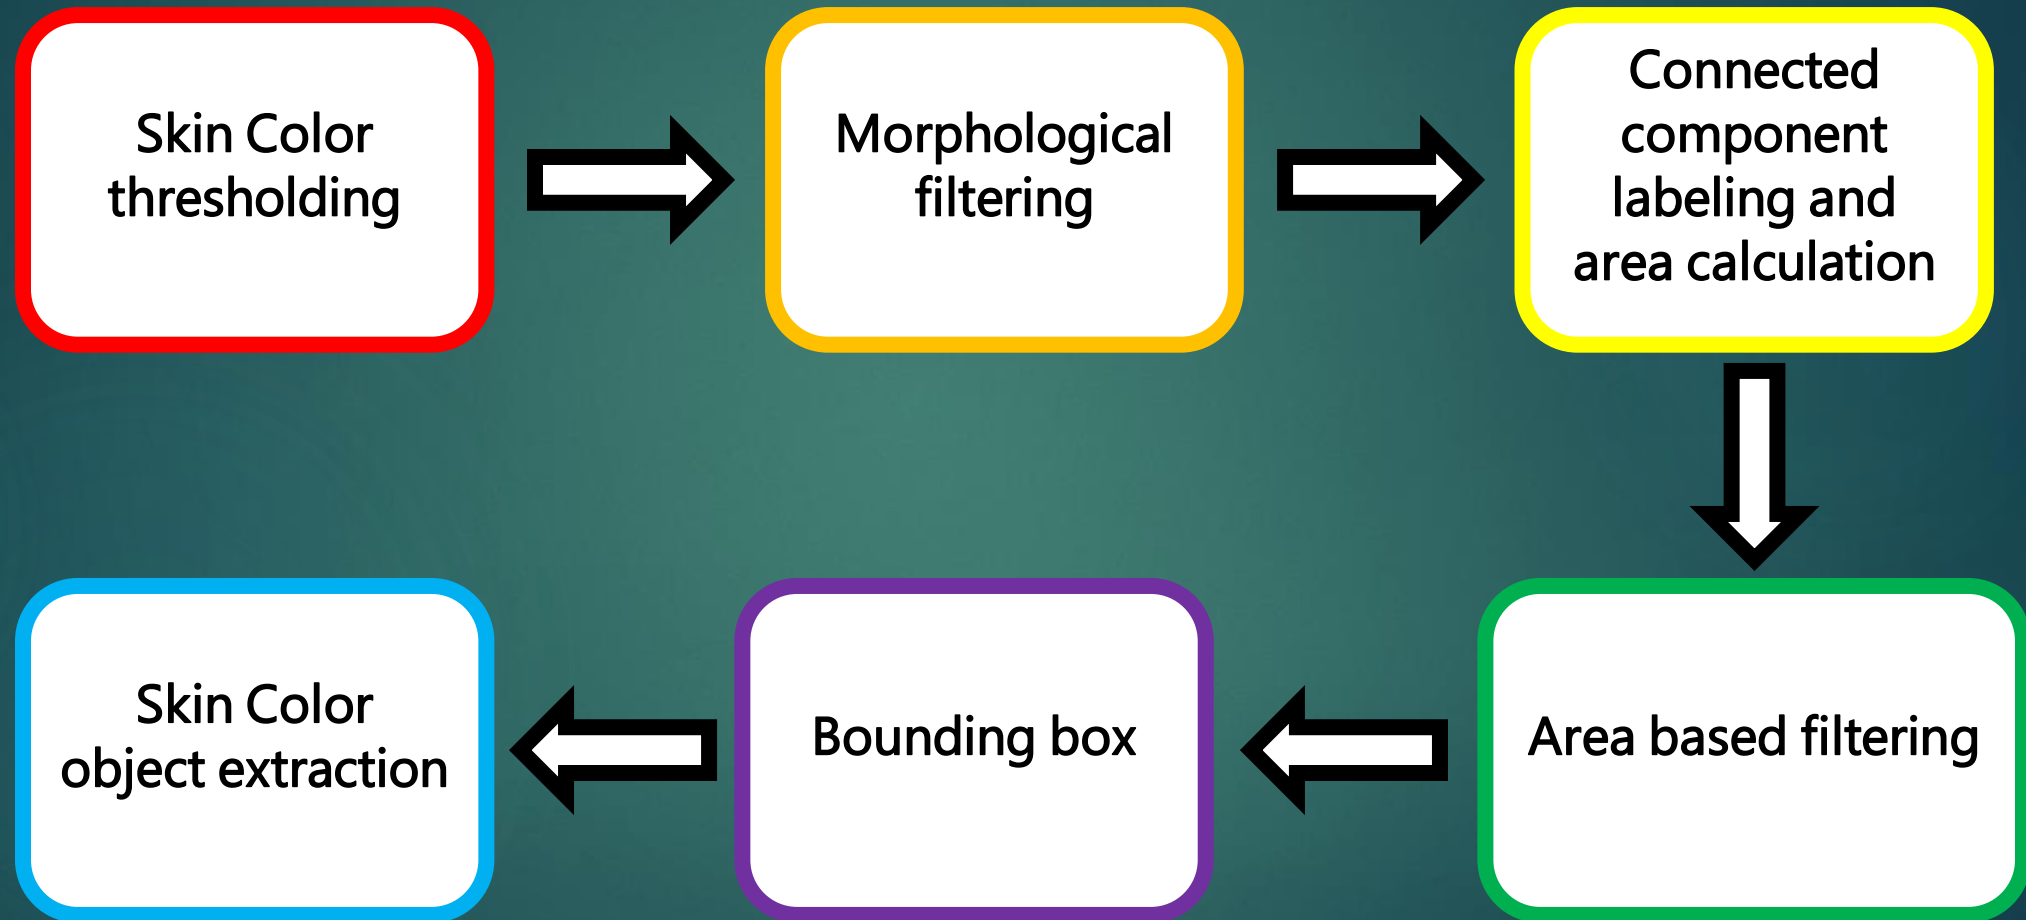 Skin Color
thresholding
Morphological
filtering
Connected
component
labeling and
area calculation
Area based filtering
Bounding box
Skin Color
object extraction